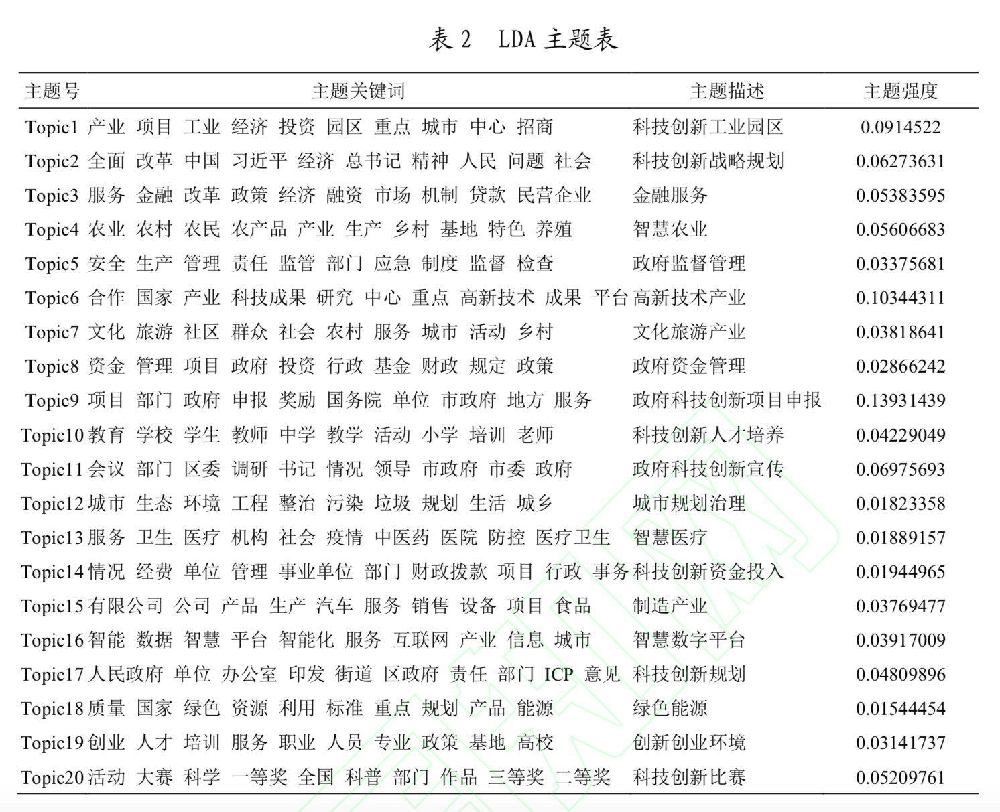 表 2 LDA 主题表
主题号 主题关键词 主题描述 主题强度
Topic1 产业 项目 工业 经济 投资 园区 重点 城市 中心 招商 科技创新工业园区 0.0914522
Topic2 全面 改革 中国 习近平 经济 总书记 精神 人民 问题 社会 科技创新战略规划 0.06273631
Topic3 服务 金融 改革 政策 经济 融资 市场 机制 贷款 民营企业 金融服务 0.05383595
Topic4 农业 农村 农民 农产品 产业 生产 乡村 基地 特色 养殖 智慧农业 0.05606683
Topic5 安全 生产 管理 责任 监管 部门 应急 制度 监督 检查 政府监督管理 0.03375681
Topic6 合作 国家 产业 科技成果 研究 中心 重点 高新技术 成果 平台 高新技术产业 0.10344311
Topic7 文化 旅游 社区 群众 社会 农村 服务 城市 活动 乡村 文化旅游产业 0.03818641
Topic8 资金 管理 项目 政府 投资 行政 基金 财政 规定 政策 政府资金管理 0.02866242
Topic9 项目 部门 政府 申报 奖励 国务院 单位 市政府 地方 服务 政府科技创新项目申报 0.13931439
Topic10 教育 学校 学生 教师 中学 教学 活动 小学 培训 老师 科技创新人才培养 0.04229049
Topic11 会议 部门 区委 调研 书记 情况 领导 市政府 市委 政府 政府科技创新宣传 0.06975693
Topic12 城市 生态 环境 工程 整治 污染 垃圾 规划 生活 城乡 城市规划治理 0.01823358
Topic13 服务 卫生 医疗 机构 社会 疫情 中医药 医院 防控 医疗卫生 智慧医疗 0.01889157
Topic14 情况 经费 单位 管理 事业单位 部门 财政拨款 项目 行政 事务 科技创新资金投入 0.01944965
Topic15 有限公司 公司 产品 生产 汽车 服务 销售 设备 项目 食品 制造产业 0.03769477
Topic16 智能 数据 智慧 平台 智能化 服务 互联网 产业 信息 城市 智慧数字平台 0.03917009
Topic17 人民政府 单位 办公室 印发 街道 区政府 责任 部门 ICP 意见 科技创新规划 0.04809896
Topic18 质量 国家 绿色 资源 利用 标准 重点 规划 产品 能源 绿色能源 0.01544454
Topic19 创业 人才 培训 服务 职业 人员 专业 政策 基地 高校 创新创业环境 0.03141737
Topic20 活动 大赛 科学 一等奖 全国 科普 部门 作品 三等奖 二等奖 科技创新比赛 0.05209761